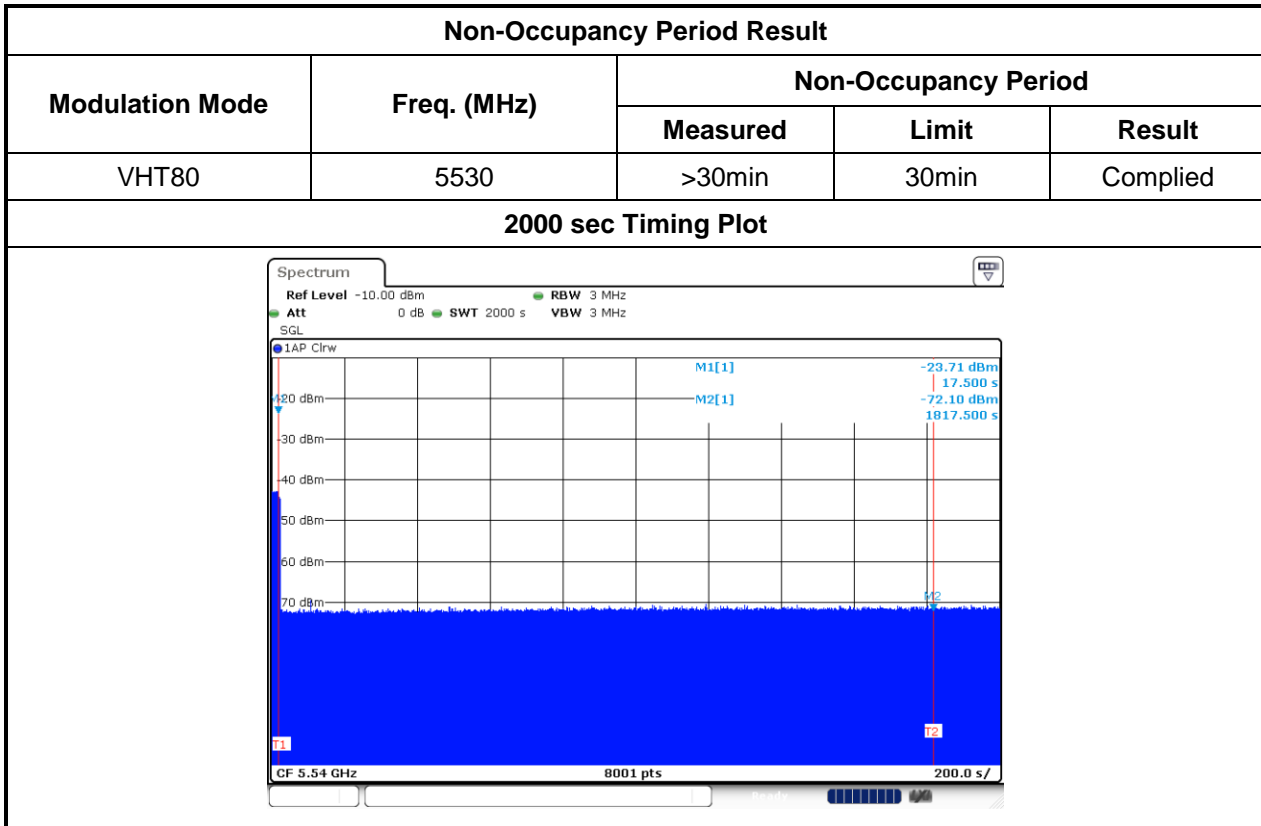 Non-Occupancy Period Result
Modulation Mode
Freq. (MHz)
Non-Occupancy Period
Measured
Limit
Result
VHT80
5530
>30min
30min
Complied
2000 sec Timing Plot
Spectrum
Ref Level -10.00 dBm
RBW 3 MHz
Att 0 dB SWT 2000 s VBW 3 MHz
SGL
1AP Clrw
M1[1] -23.71 dBm
17.500 s
-20 dBm
M2[1] -72.10 dBm
1817.500 s
-30 dBm
-40 dBm
50 dBm
60 dBm
70 dBm
M2
T1
T2
CF 5.54 GHz 8001 pts 200.0 s/
Ready